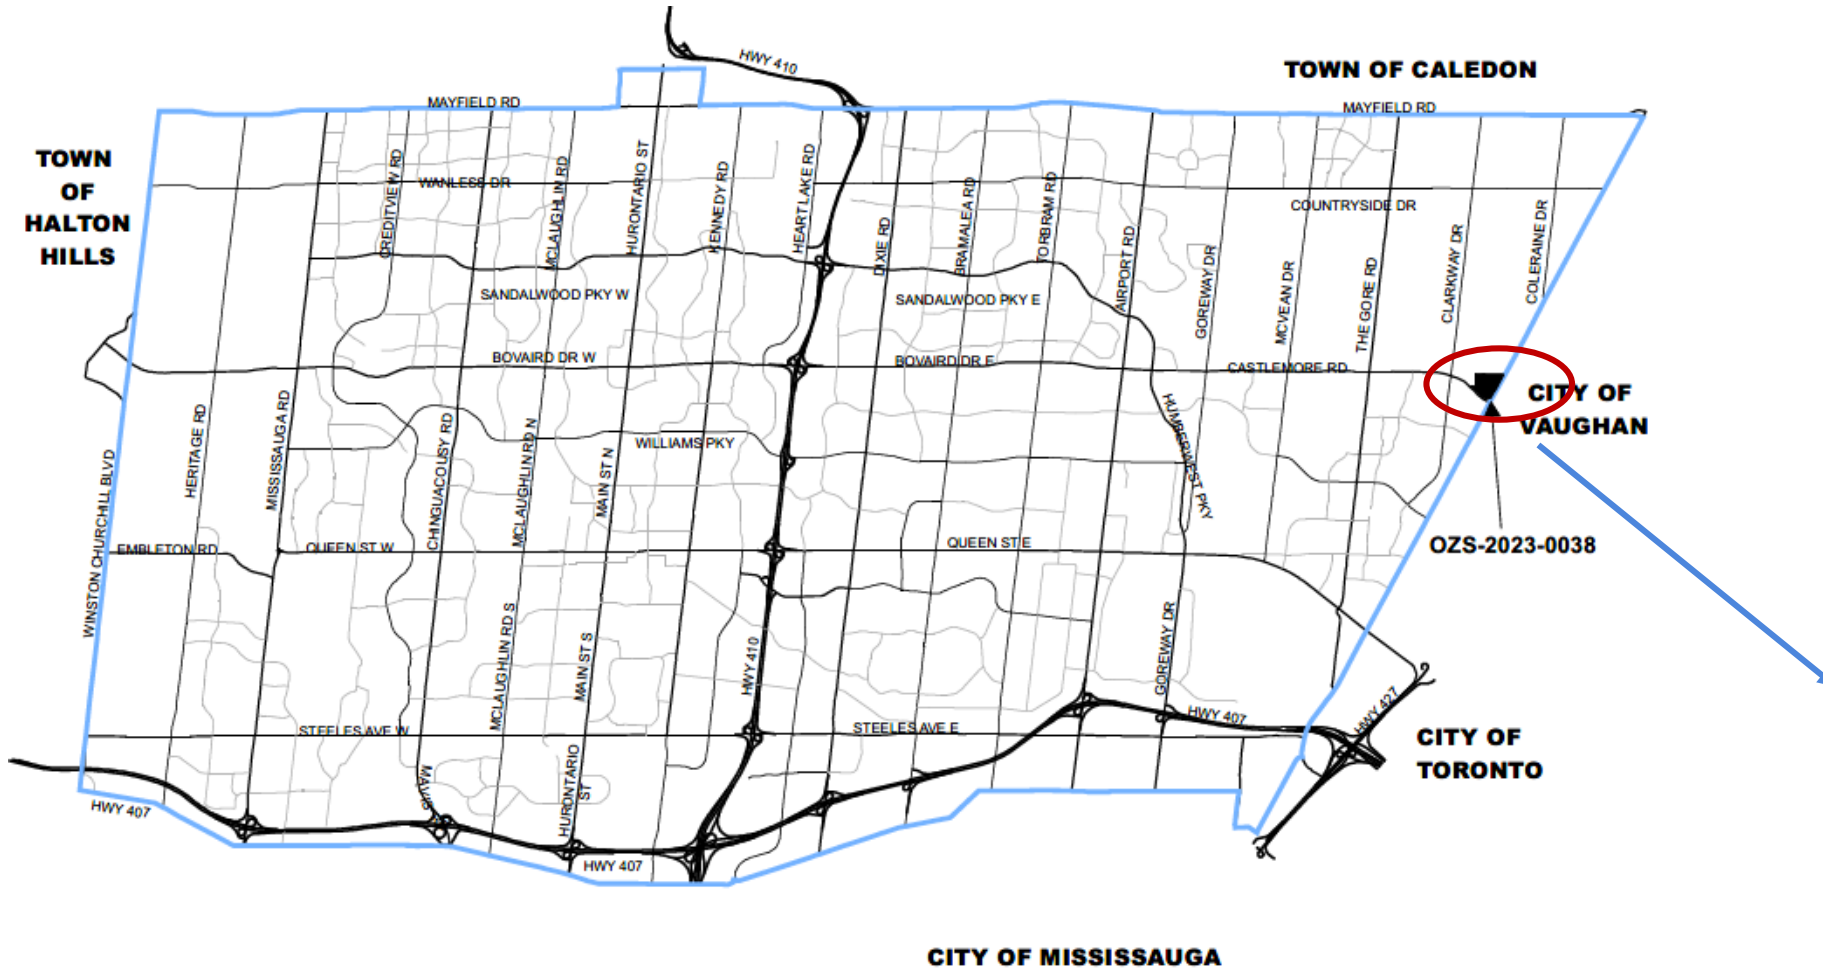 HWY 410
TOWN OF CALEDON
MAYFIELD RD
MAYFIELD RD
TOWN
OF
HALTON
HILLS
WANLESS DR
COUNTRYSIDE DR
CREDITVIEW RD
MCLAUGHLIN RD
HURONTARIO ST
KENNEDY RD
HEART LAKE RD
DIXIE RD
BRAMALEA RD
TORBRAM RD
AIRPORT RD
GOREWAY DR
MCVEAN DR
THE GORE RD
CLARKWAY DR
COLERAINE DR
SANDALWOOD PKY W
SANDALWOOD PKY E
BOVAIRD DR W
BOVAIRD DR E
CASTLEMORE RD
CITY OF
VAUGHAN
HERITAGE RD
MISSISSAUGA RD
CHINGUACOUSY RD
MCLAUGHLIN RD N
MAIN ST N
WILLIAMS PKY
HUMBERWEST PKY
WINSTON CHURCHILL BLVD
EMBLETON RD
QUEEN ST W
QUEEN ST E
OZS-2023-0038
MCLAUGHLIN RD S
MAIN ST S
HWY 410
GOREWAY DR
STEELES AVE W
STEELES AVE E
HWY 407
HWY 427
CITY OF
TORONTO
HURONTARIO
ST
HWY 407
HWY 407
CITY OF MISSISSAUGA